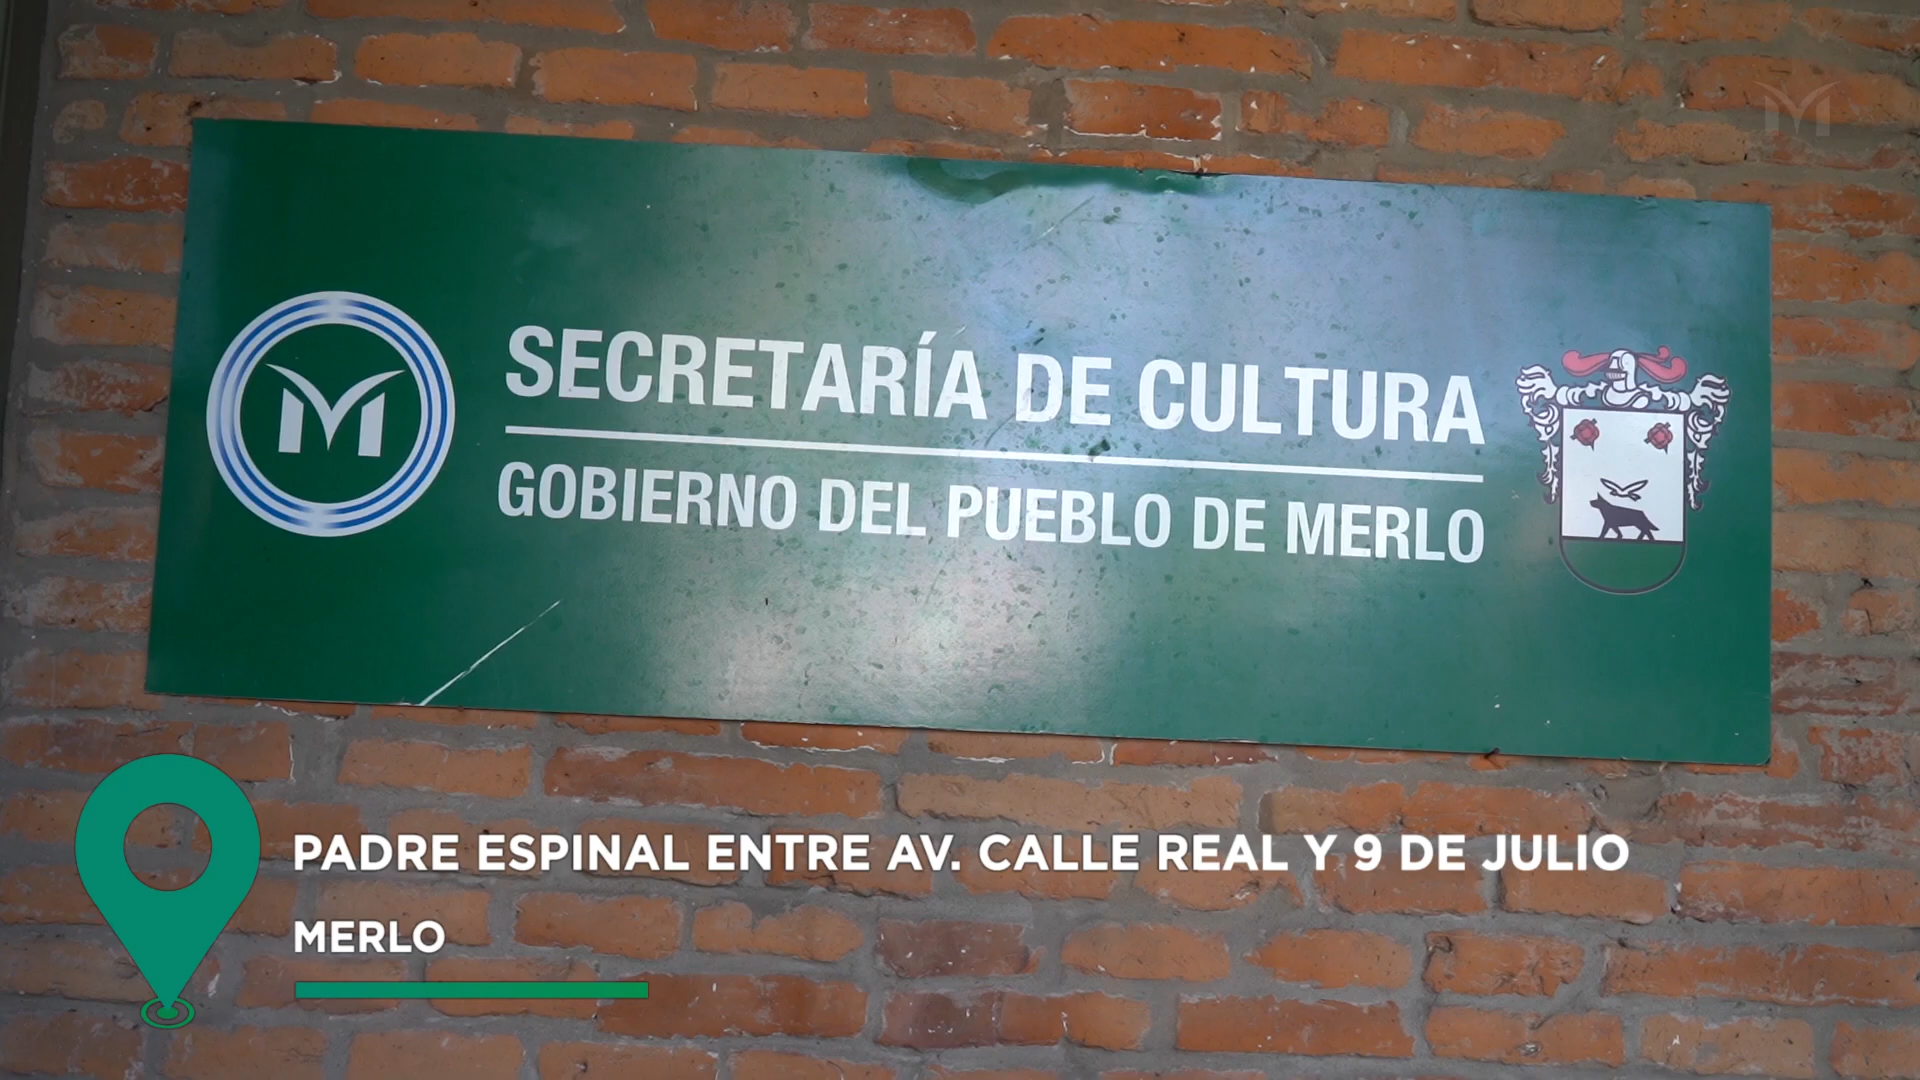 SECRETARÍA DE CULTURA
GOBIERNO DEL PUEBLO DE MERLO
PADRE ESPINAL ENTRE AV. CALLE REAL Y 9 DE JULIO
MERLO